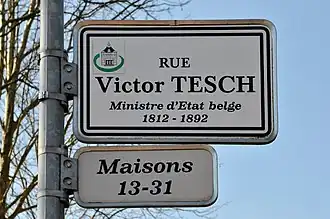 RUE
Victor TESCH
Ministre d'Etat belge
1812 - 1892
Maisons
13-31